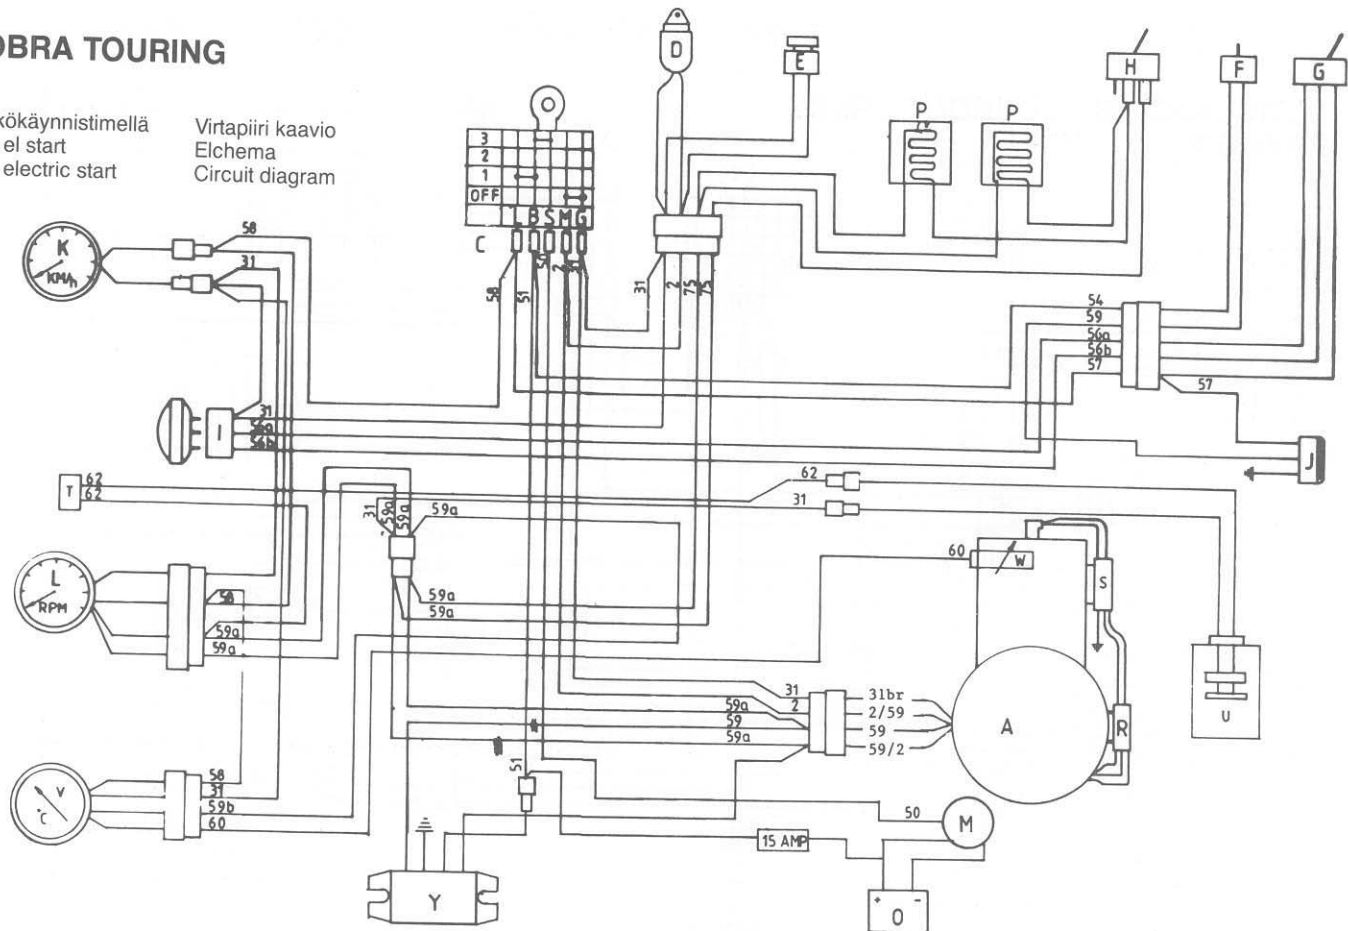 OBRA TOURING
kökäynnistimellä
el start
electric start
Virtapiiri kaavio
Elchema
Circuit diagram
3
2
1
OFF
L B S M G
C
58
51
50
2
31
D
E
P
P
H
F
G
31
2
75
75
K
KM/h
58
31
54
59
56a
56b
57
57
J
I
31
56a
56b
T
62
62
62
31
31
59a
59a
59a
59a
59a
L
RPM
58
59a
59a
60
W
S
A
R
U
31
2
59a
59
59a
31br
2/59
59
59/2
V
°C
58
31
59b
60
51
50
M
15 AMP
+ -
O
Y